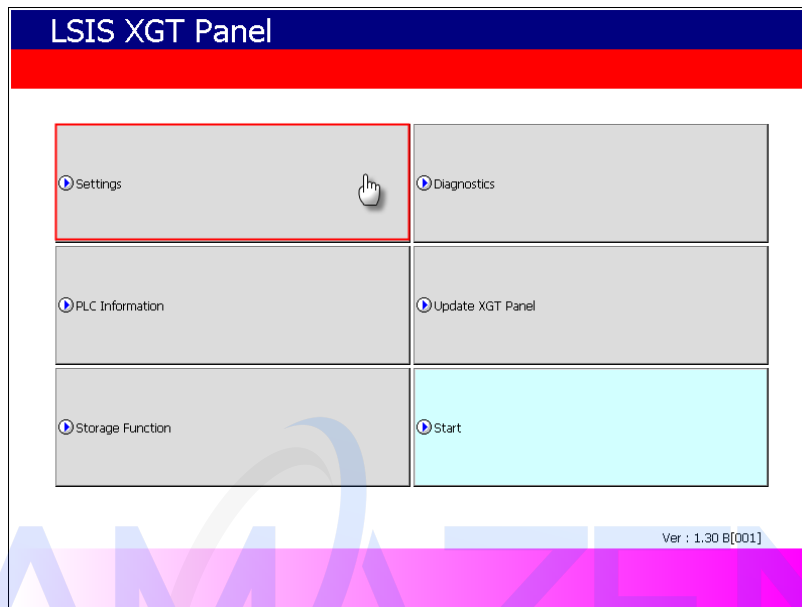 LSIS XGT Panel
Settings
Diagnostics
PLC Information
Update XGT Panel
Storage Function
Start
Ver : 1.30 B[001]